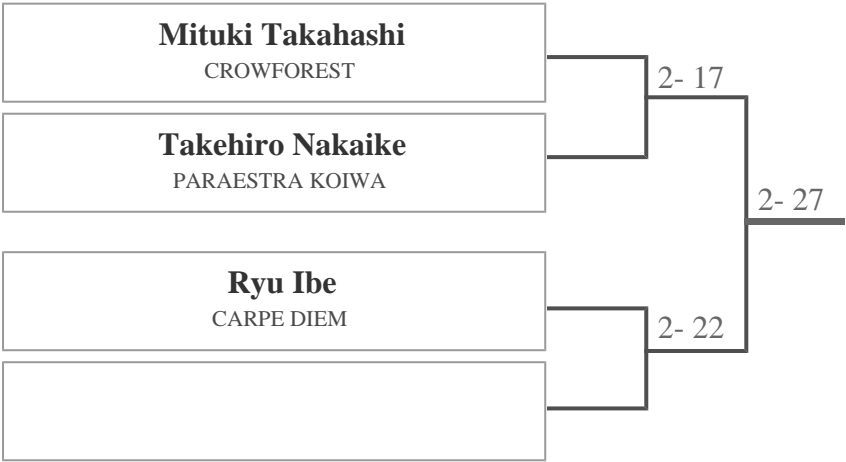 Mituki Takahashi
CROWFOREST
2- 17
Takehiro Nakaike
PARAESTRA KOIWA
2- 27
Ryu Ibe
CARPE DIEM
2- 22